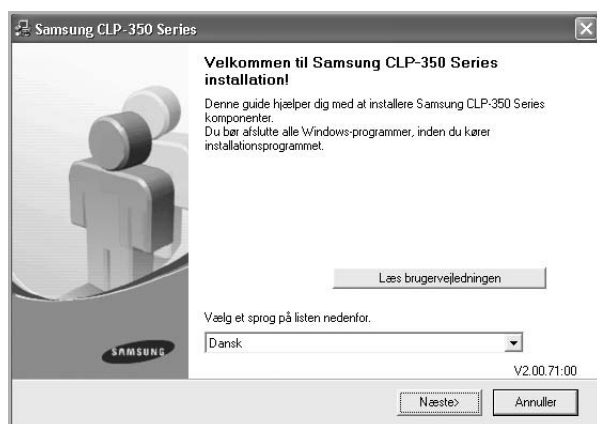 Samsung CLP-350 Series
Velkommen til Samsung CLP-350 Series
installation!
Denne guide hjælper dig med at installere Samsung CLP-350 Series
komponenter.
Du bør afslutte alle Windows-programmer, inden du kører
installationsprogrammet.
Læs brugervejledningen
Vælg et sprog på listen nedenfor.
Dansk
SAMSUNG
V2.00.71:00
Næste>
Annuller